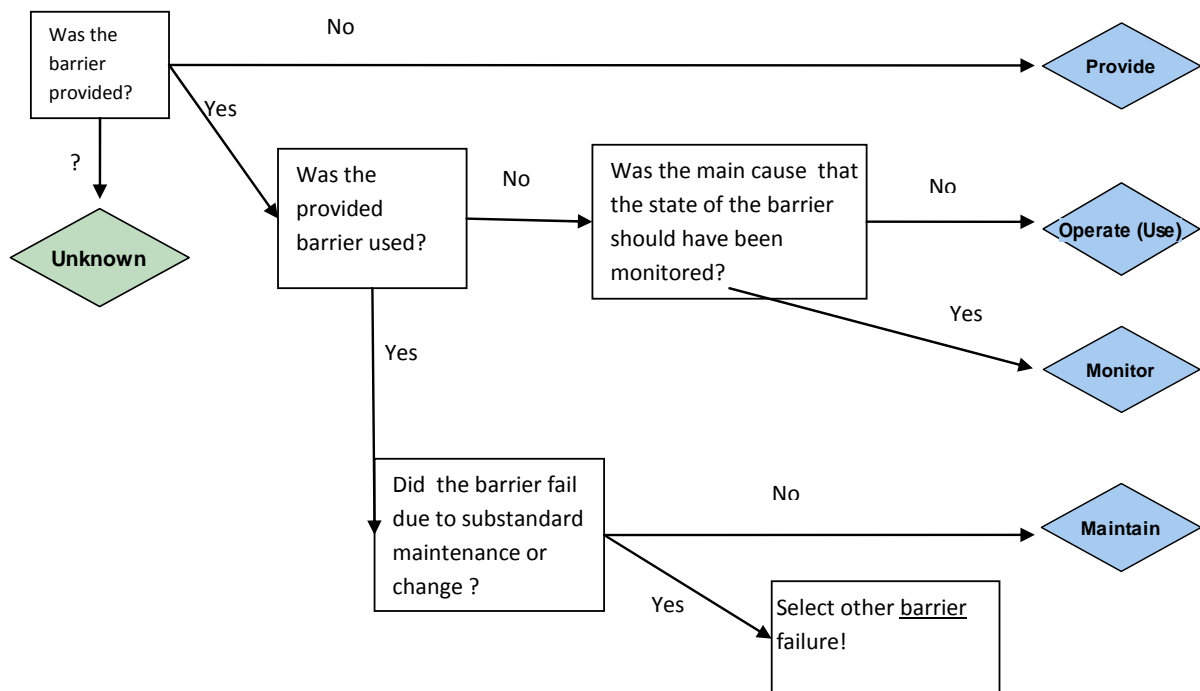 Was the
barrier
provided?
No
Provide
Yes
?
Unknown
Was the
provided
barrier used?
No
Was the main cause that
the state of the barrier
should have been
monitored?
No
Operate (Use)
Yes
Monitor
Yes
Did the barrier fail
due to substandard
maintenance or
change ?
No
Maintain
Yes
Select other barrier
failure!